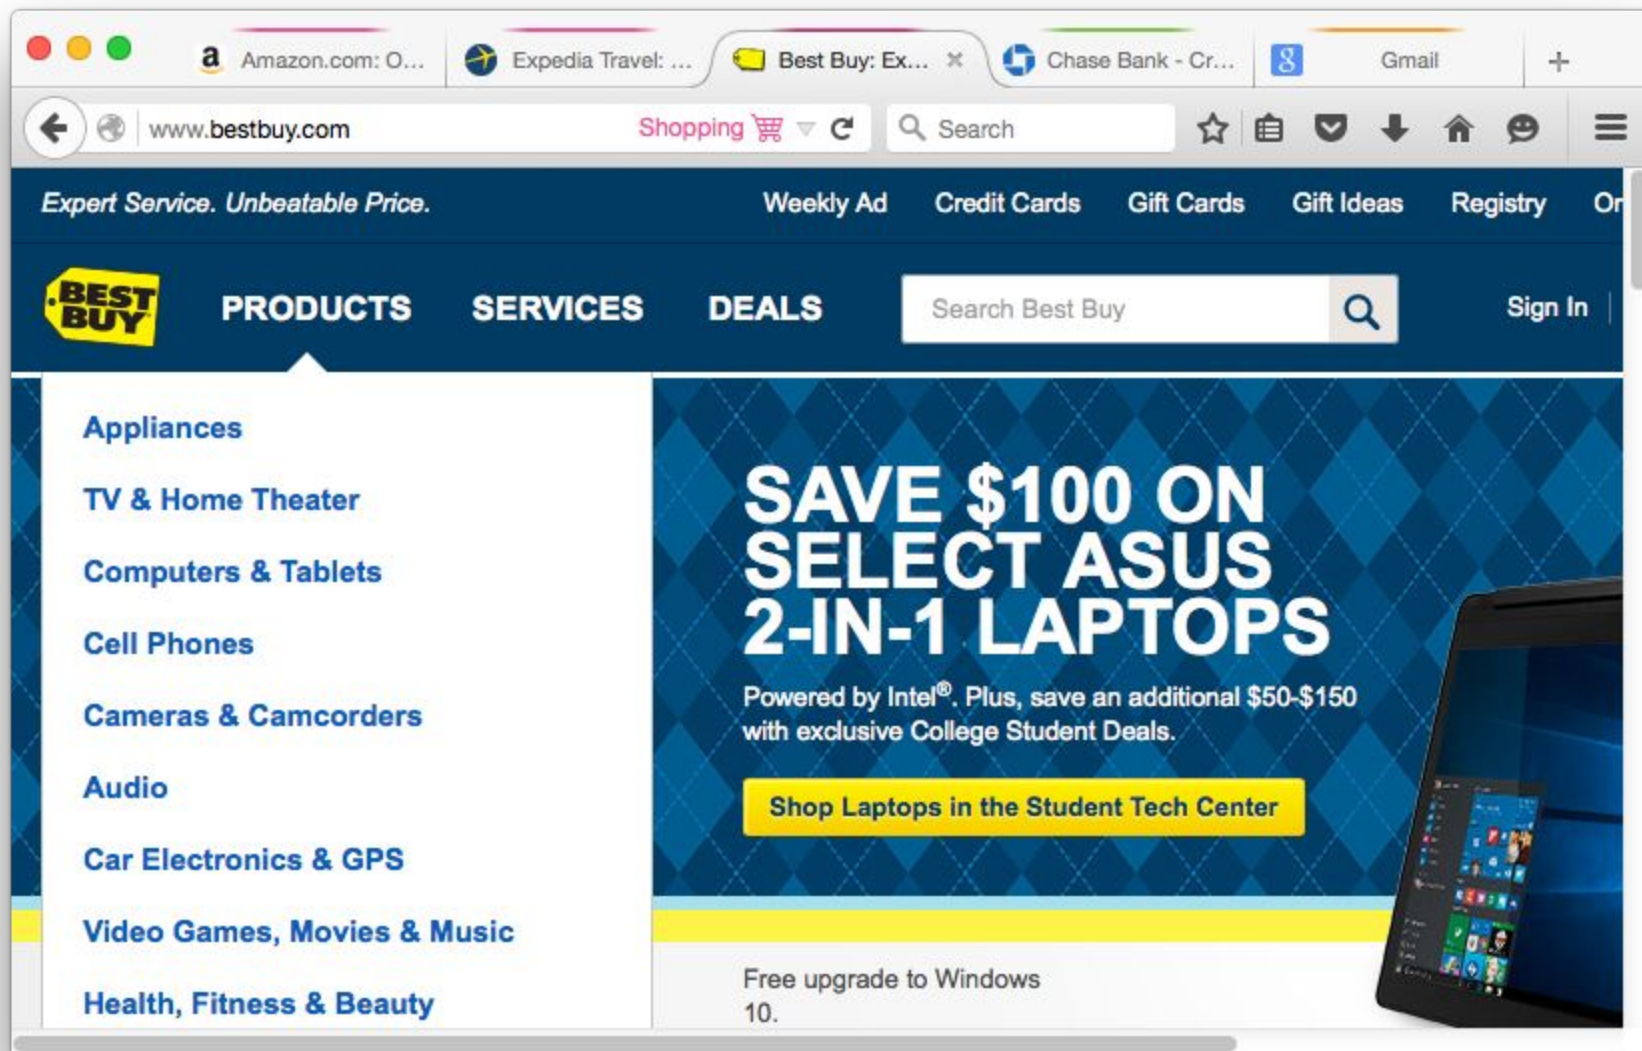 Amazon.com: O...
Expedia Travel: ...
Best Buy: Ex...
Chase Bank - Cr...
Gmail
www.bestbuy.com
Shopping
Search
Expert Service. Unbeatable Price.
Weekly Ad
Credit Cards
Gift Cards
Gift Ideas
Registry
Or
BEST
BUY
PRODUCTS
SERVICES
DEALS
Search Best Buy
Sign In
Appliances
TV & Home Theater
Computers & Tablets
Cell Phones
Cameras & Camcorders
Audio
Car Electronics & GPS
Video Games, Movies & Music
Health, Fitness & Beauty
SAVE $100 ON
SELECT ASUS
2-IN-1 LAPTOPS
Powered by Intel®. Plus, save an additional $50-$150
with exclusive College Student Deals.
Shop Laptops in the Student Tech Center
Free upgrade to Windows
10.